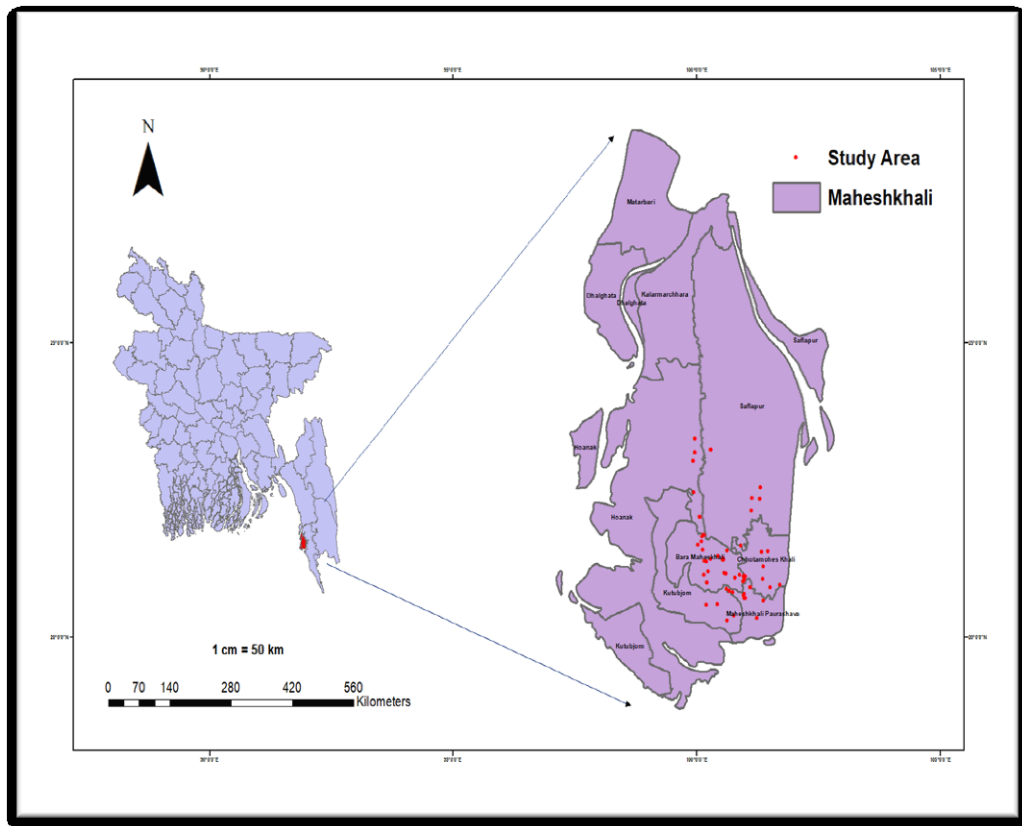 N
Study Area
Maheshkhali
Matarbari
Dhalghata
Dhalghata
Kalarmarchhara
Saflapur
Saflapur
Hoanak
Hoanak
Bara Maheshkhali
Chhotamohes Khali
Kutubjom
Maheshkhali Paurashava
Kutubjom
1 cm = 50 km
0 70 140 280 420 560
Kilometers